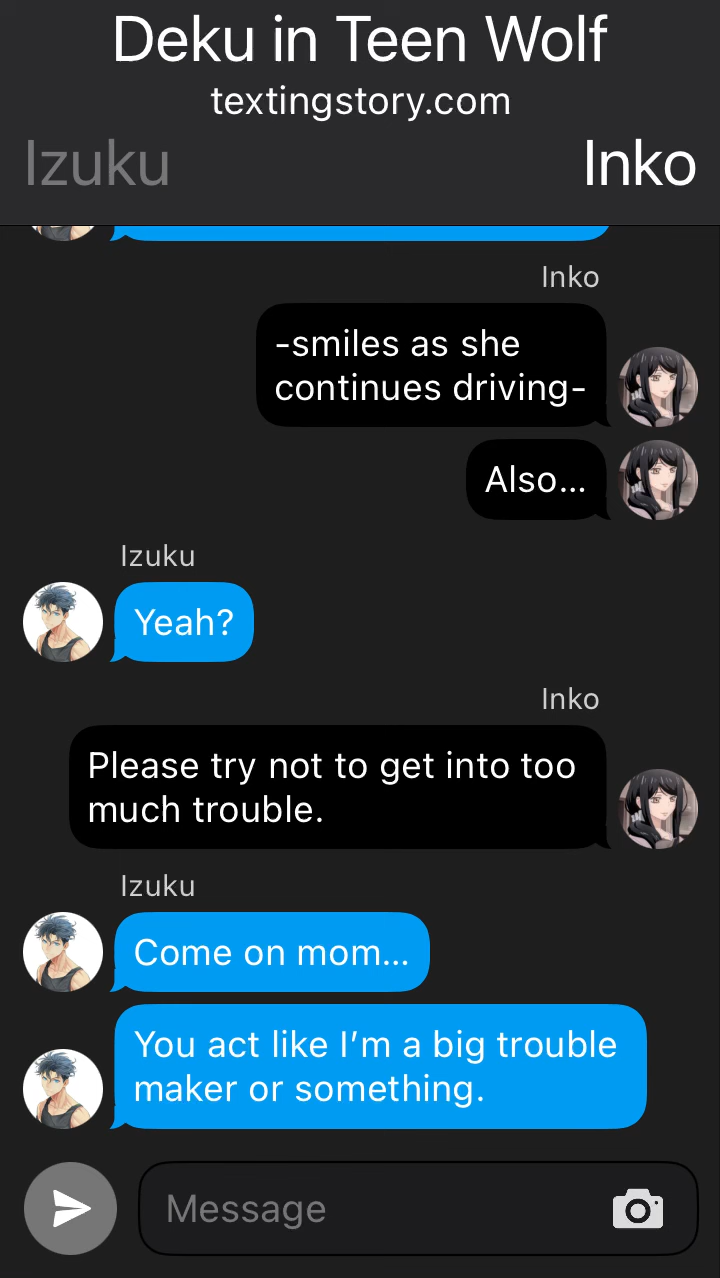 Deku in Teen Wolf
textingstory.com
Izuku
Inko
Inko
-smiles as she
continues driving-
Also...
Izuku
Yeah?
Inko
Please try not to get into too
much trouble.
Izuku
Come on mom...
You act like I’m a big trouble
maker or something.
Message